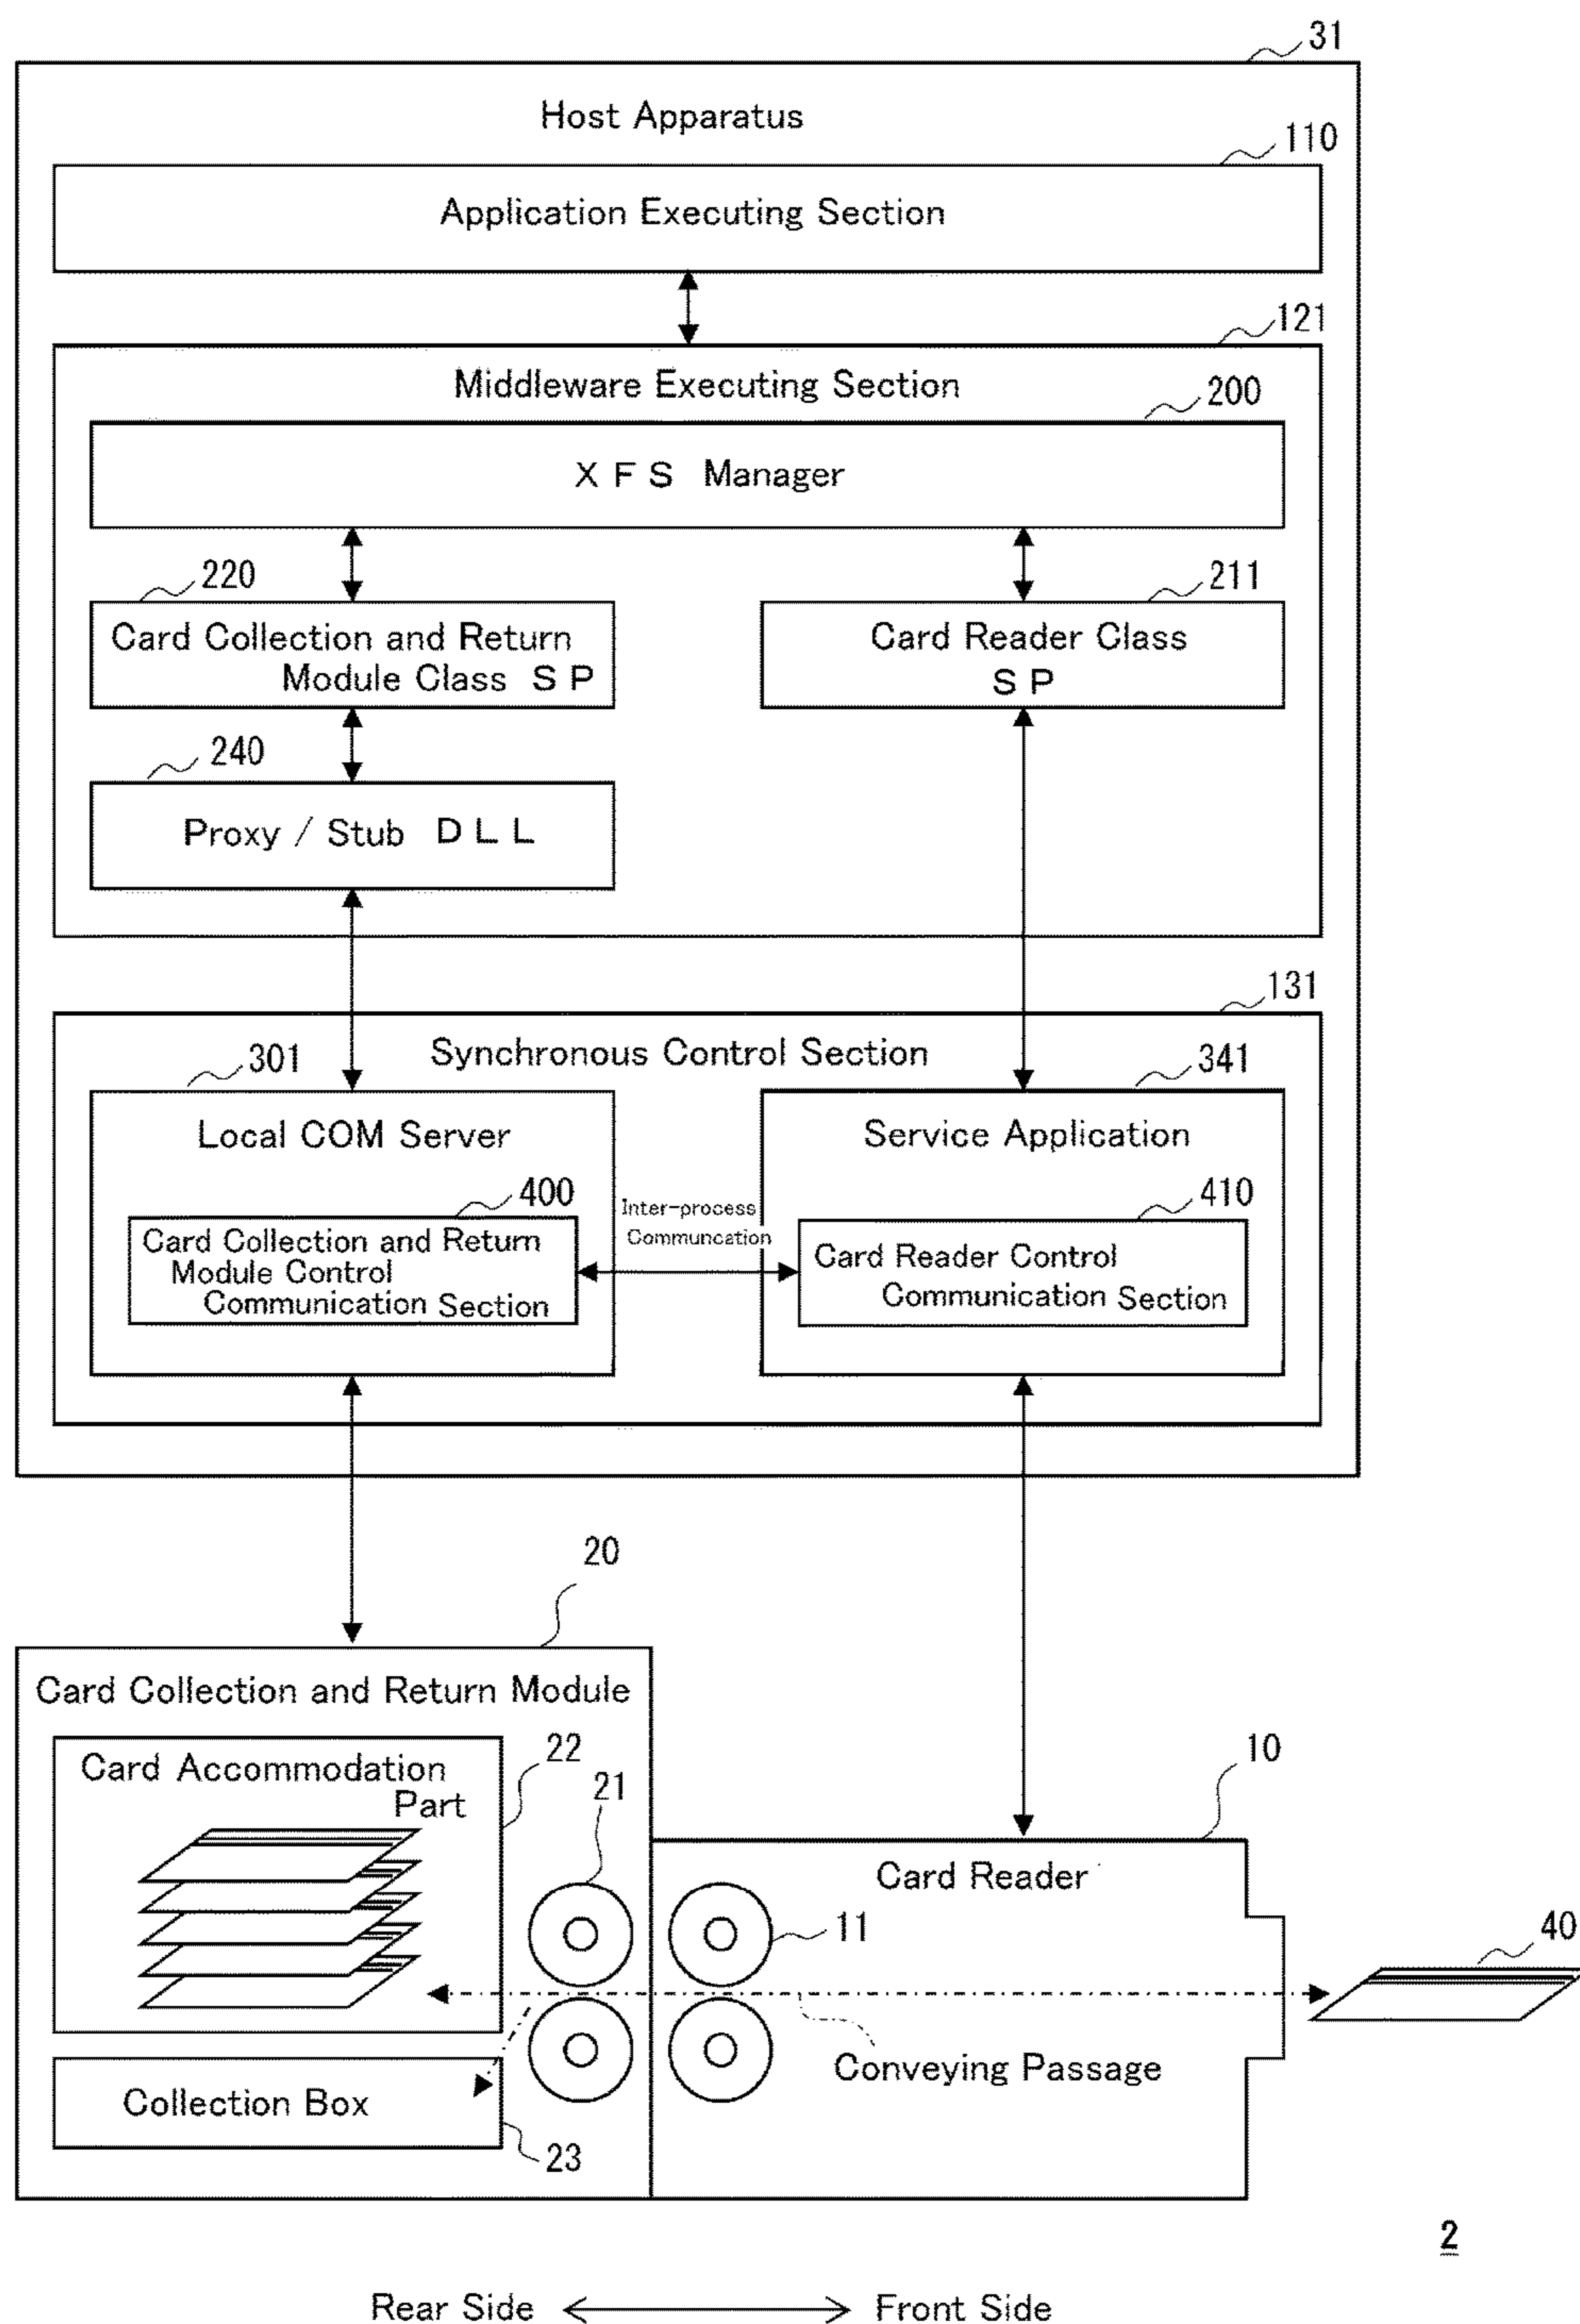 31
Host Apparatus
110
Application Executing Section
121
Middleware Executing Section
200
X F S Manager
220
211
Card Collection and Return
Module Class S P
Card Reader Class
S P
240
Proxy / Stub D L L
131
Synchronous Control Section
301
341
Local COM Server
Service Application
400
410
Inter-process
Communcation
Card Collection and Return
Module Control
Communication Section
Card Reader Control
Communication Section
20
Card Collection and Return Module
22
10
Card Accommodation
Part
21
Card Reader
11
40
Conveying Passage
Collection Box
23
2
Rear Side
Front Side